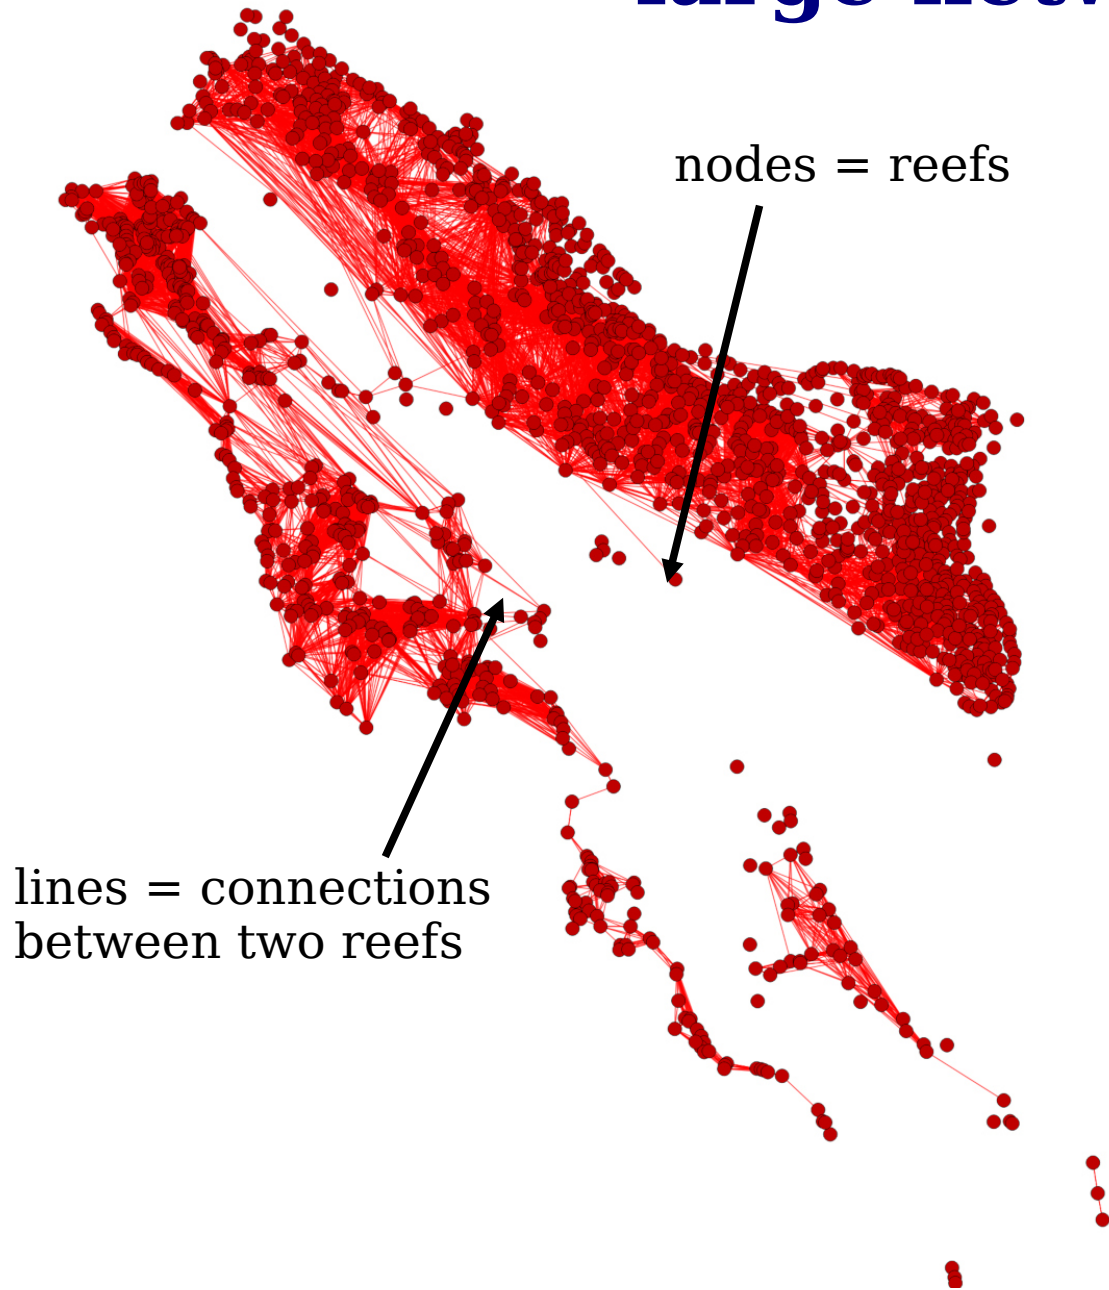 nodes = reefs
lines = connections
between two reefs